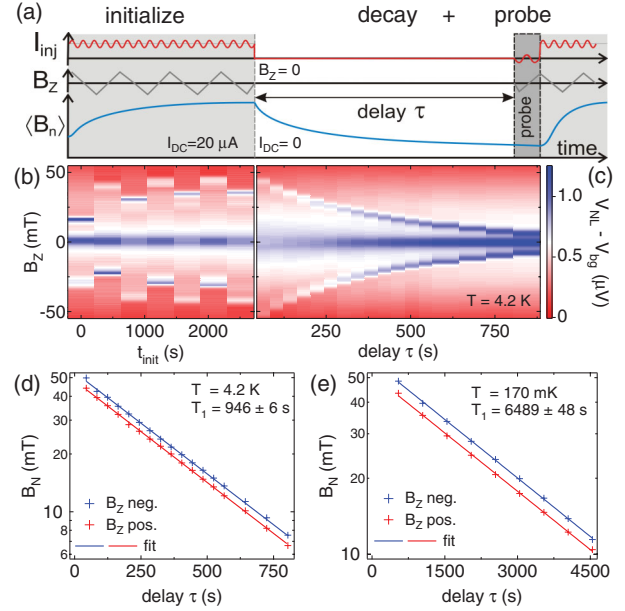 (a) initialize decay + probe
I_inj
B_Z B_Z = 0
⟨B_n⟩ delay τ probe
I_DC=20 µA I_DC= 0 time
(b) (c)
50
0
-50
B_Z (mT)
0 1000 2000
t_init (s)
T = 4.2 K
250 500 750
delay τ (s)
1.0
0.5
0
V_NL - V_bg (µV)
(d)
50
40
30
20
10
8
6
B_N (mT)
T = 4.2 K
T_1 = 946 ± 6 s
B_Z neg.
B_Z pos.
fit
0 250 500 750
delay τ (s)
(e)
50
40
30
20
10
B_N (mT)
T = 170 mK
T_1 = 6489 ± 48 s
B_Z neg.
B_Z pos.
fit
0 1500 3000 4500
delay τ (s)